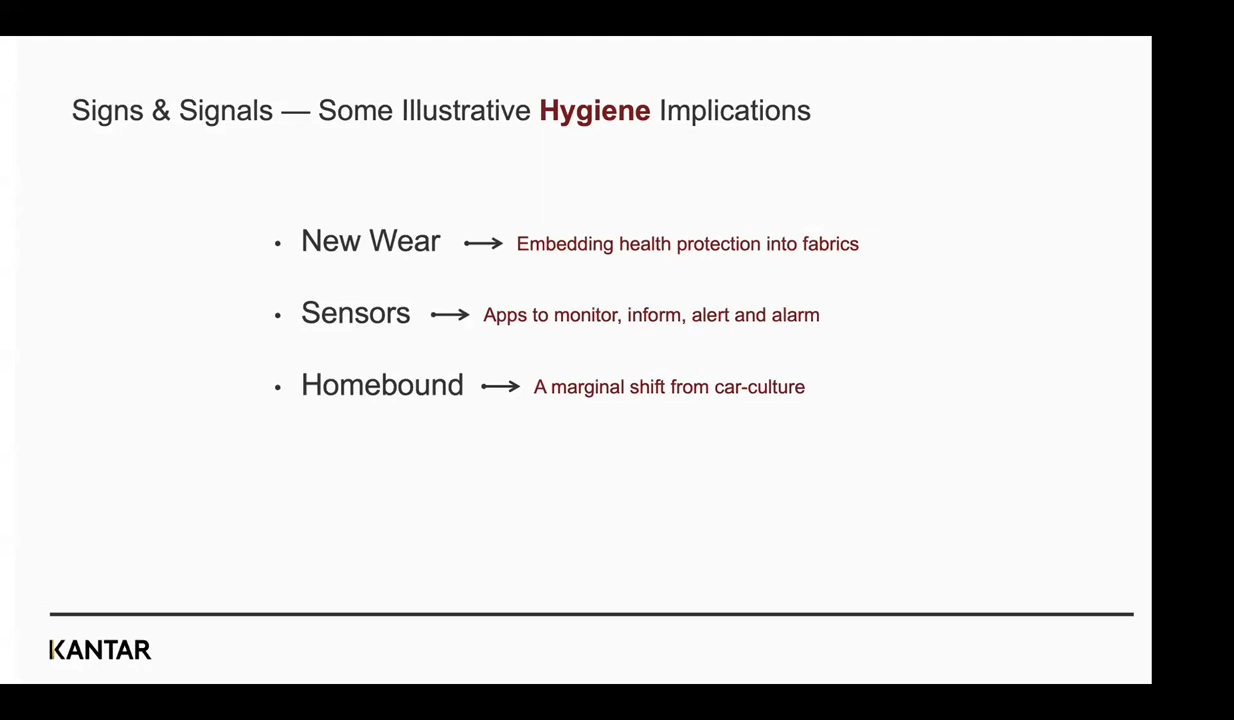 Signs & Signals — Some Illustrative Hygiene Implications
• New Wear ⟶ Embedding health protection into fabrics
• Sensors ⟶ Apps to monitor, inform, alert and alarm
• Homebound ⟶ A marginal shift from car-culture
KANTAR